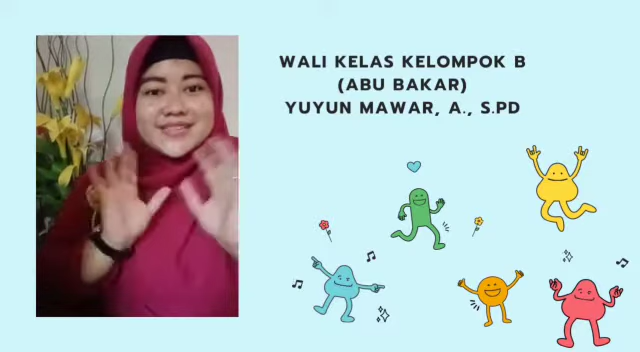 WALI KELAS KELOMPOK B
(ABU BAKAR)
YUYUN MAWAR, A., S.PD